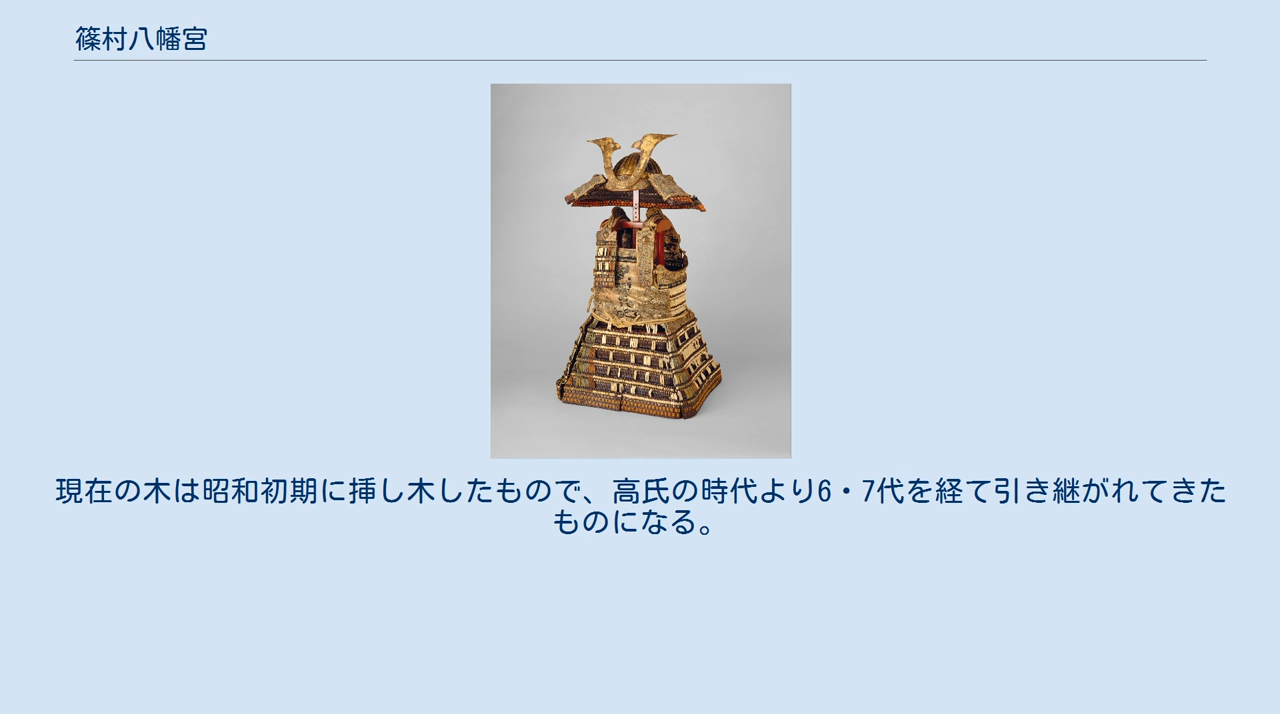 篠村八幡宮
現在の木は昭和初期に挿し木したもので、高氏の時代より6・7代を経て引き継がれてきた
ものになる。